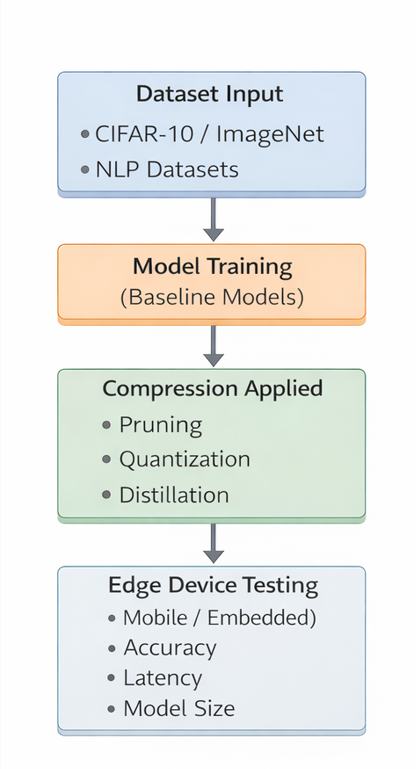 Dataset Input
• CIFAR-10 / ImageNet
• NLP Datasets
Model Training
(Baseline Models)
Compression Applied
• Pruning
• Quantization
• Distillation
Edge Device Testing
• Mobile / Embedded)
• Accuracy
• Latency
• Model Size